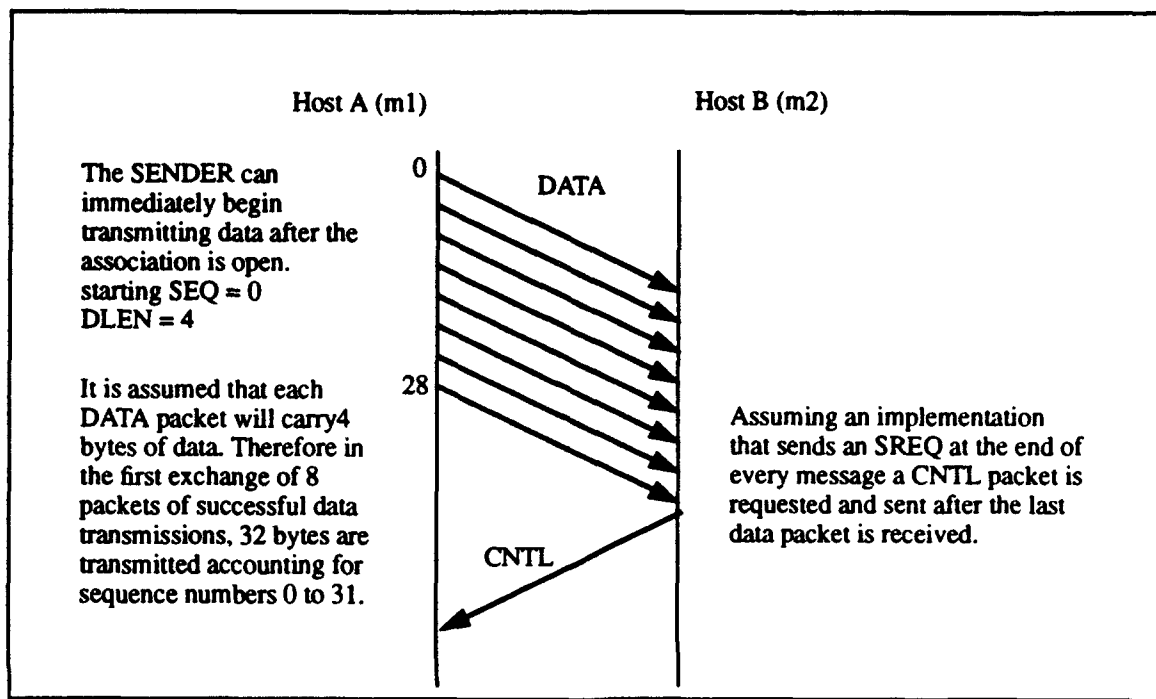 Host A (m1)
Host B (m2)
The SENDER can
immediately begin
transmitting data after the
association is open.
starting SEQ = 0
DLEN = 4
0
DATA
It is assumed that each
DATA packet will carry4
bytes of data. Therefore in
the first exchange of 8
packets of successful data
transmissions, 32 bytes are
transmitted accounting for
sequence numbers 0 to 31.
28
CNTL
Assuming an implementation
that sends an SREQ at the end of
every message a CNTL packet is
requested and sent after the last
data packet is received.